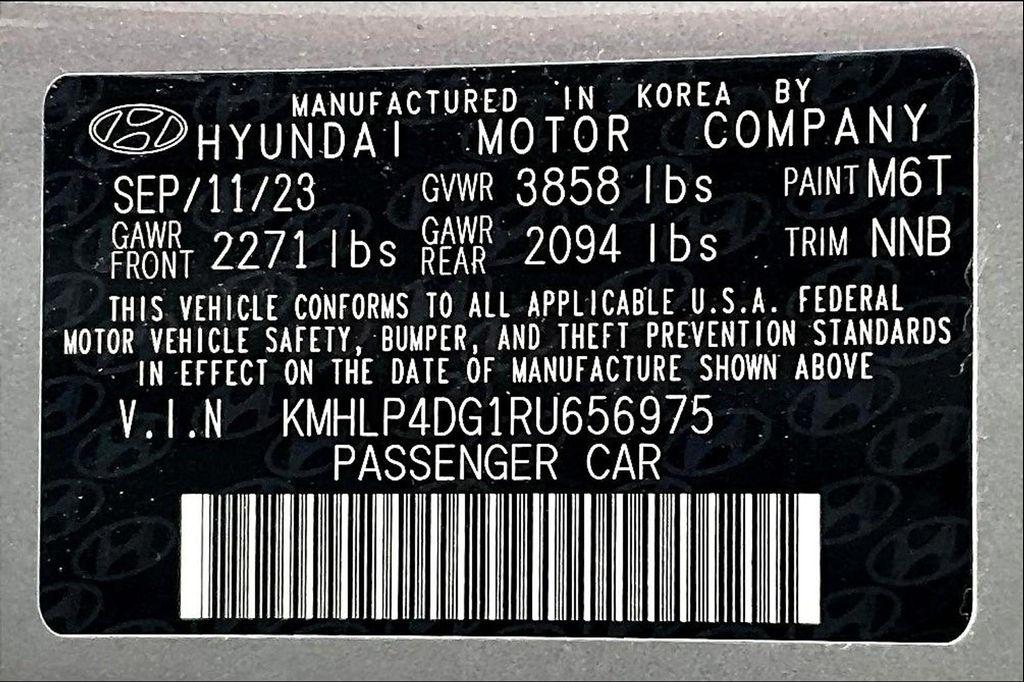 MANUFACTURED IN KOREA BY
HYUNDAI MOTOR COMPANY
SEP/11/23 GVWR 3858 lbs PAINT M6T
GAWR FRONT 2271 lbs GAWR REAR 2094 lbs TRIM NNB
THIS VEHICLE CONFORMS TO ALL APPLICABLE U.S.A. FEDERAL
MOTOR VEHICLE SAFETY, BUMPER, AND THEFT PREVENTION STANDARDS
IN EFFECT ON THE DATE OF MANUFACTURE SHOWN ABOVE
V.I.N KMHLP4DG1RU656975
PASSENGER CAR